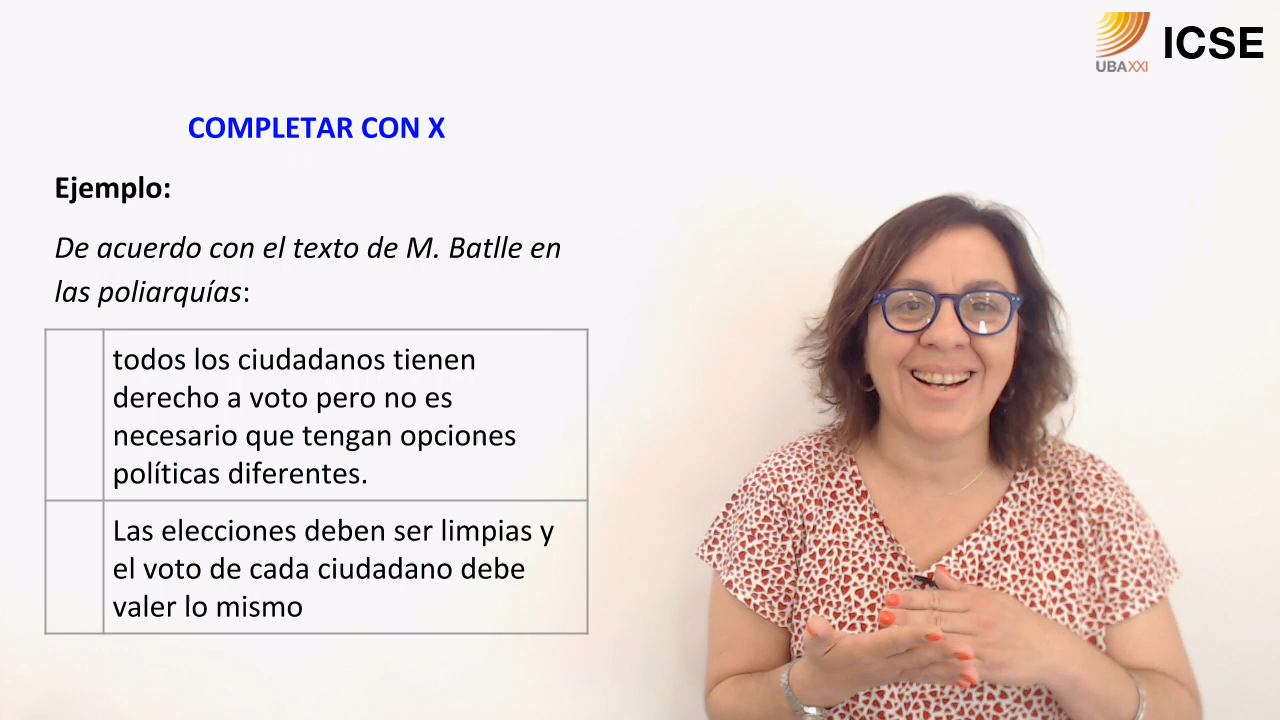 UBAXXI
ICSE
COMPLETAR CON X
Ejemplo:
De acuerdo con el texto de M. Batlle en
las poliarquías:
todos los ciudadanos tienen
derecho a voto pero no es
necesario que tengan opciones
políticas diferentes.
Las elecciones deben ser limpias y
el voto de cada ciudadano debe
valer lo mismo